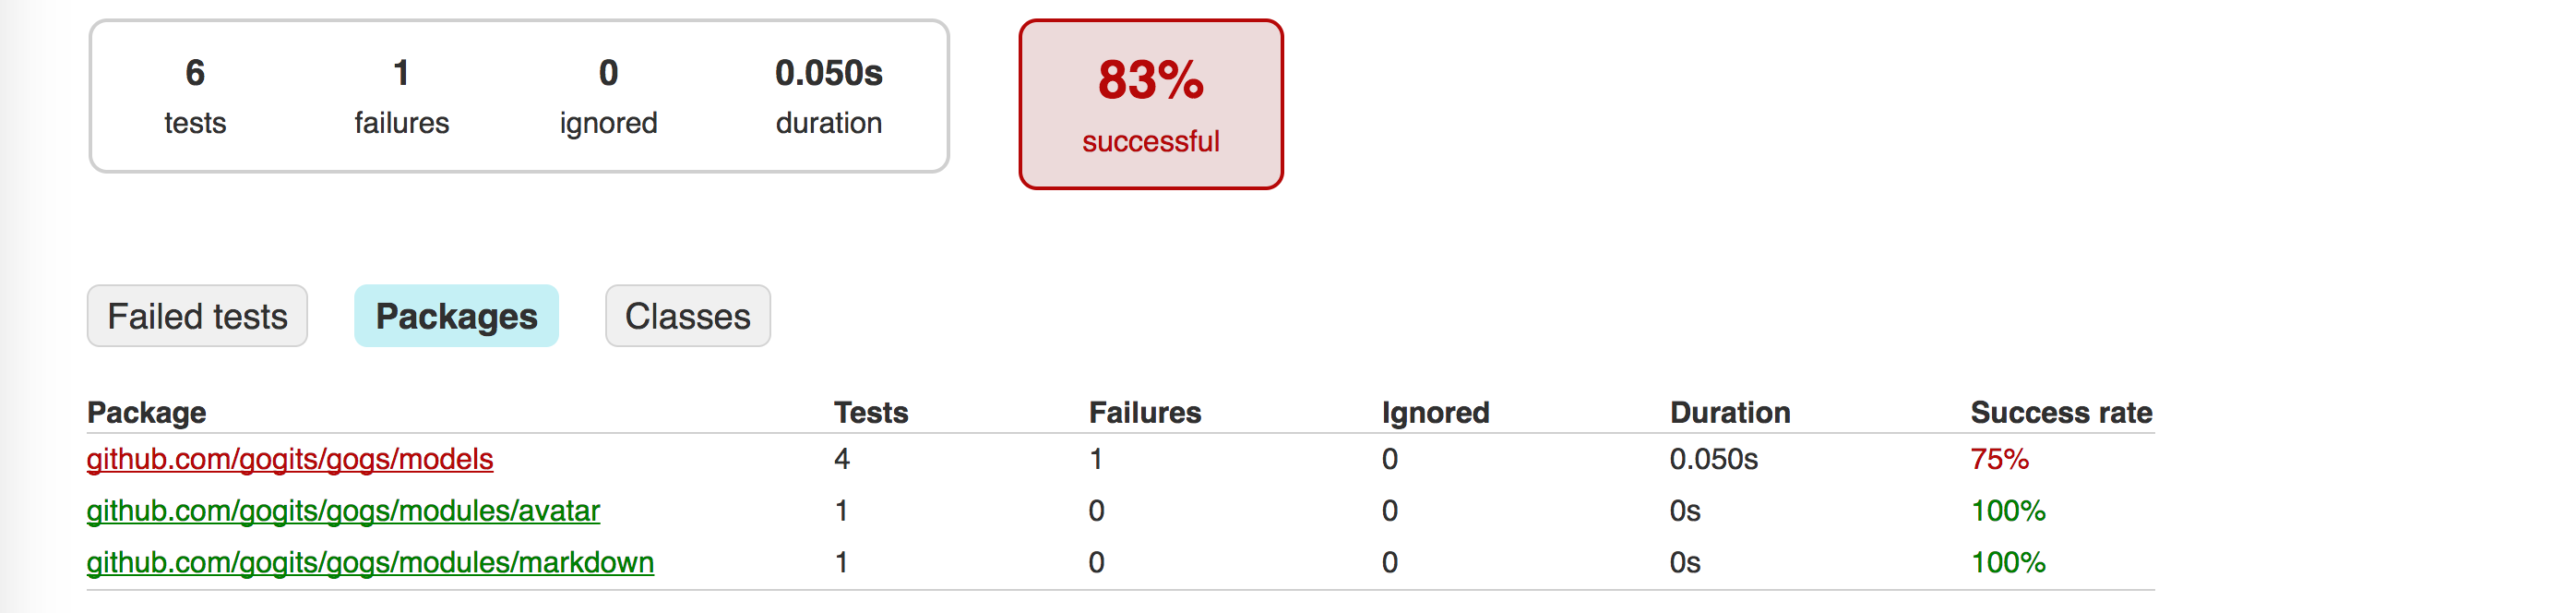 6 1 0 0.050s 83%
tests failures ignored duration successful
Failed tests Packages Classes
Package Tests Failures Ignored Duration Success rate
github.com/gogits/gogs/models 4 1 0 0.050s 75%
github.com/gogits/gogs/modules/avatar 1 0 0 0s 100%
github.com/gogits/gogs/modules/markdown 1 0 0 0s 100%